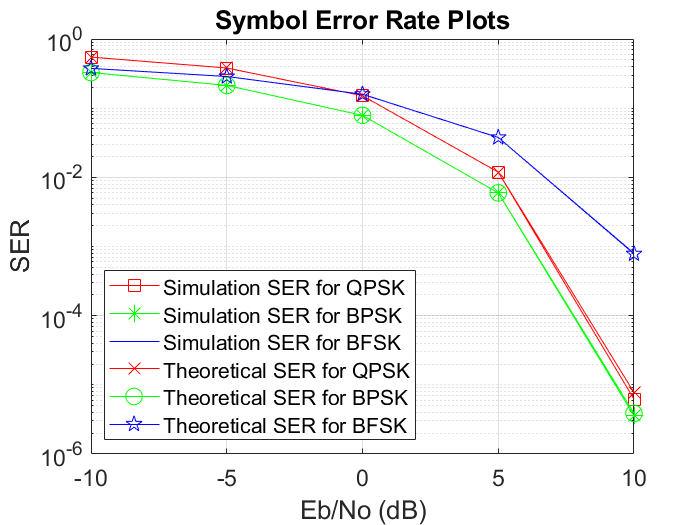 Symbol Error Rate Plots
10^0
10^-2
10^-4
10^-6
SER
Simulation SER for QPSK
Simulation SER for BPSK
Simulation SER for BFSK
Theoretical SER for QPSK
Theoretical SER for BPSK
Theoretical SER for BFSK
-10 -5 0 5 10
Eb/No (dB)